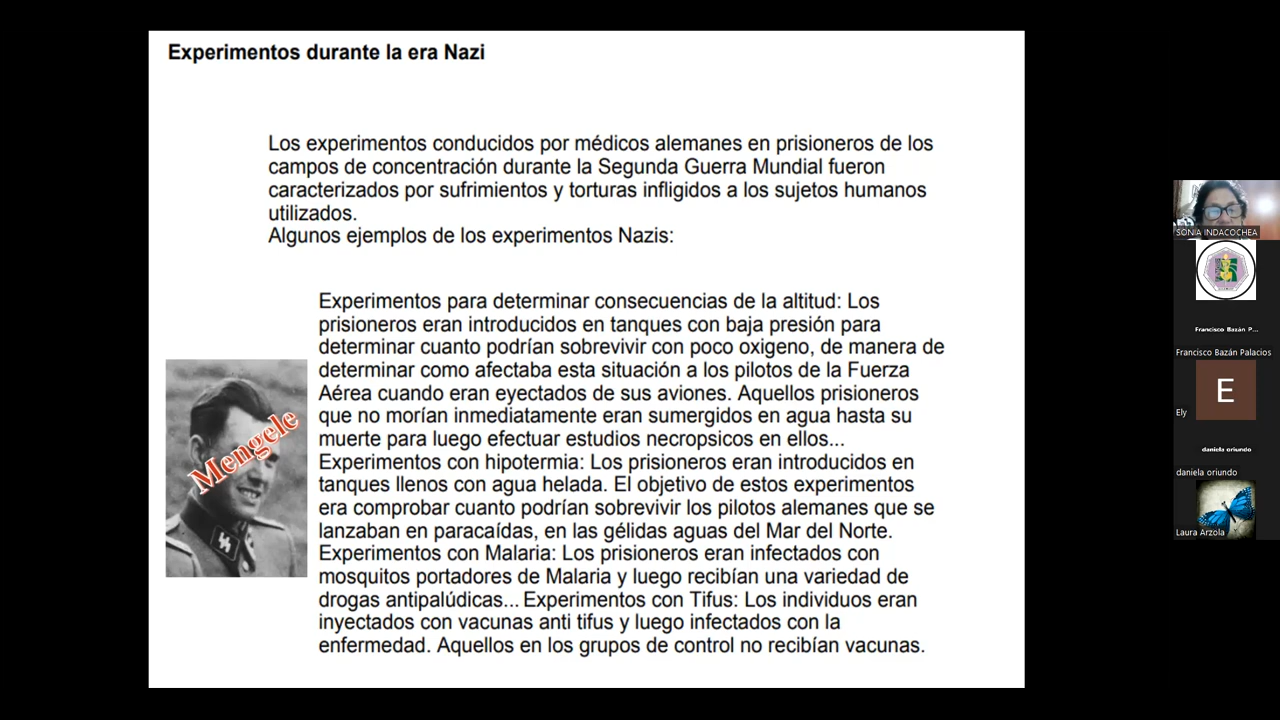 Experimentos durante la era Nazi
Los experimentos conducidos por médicos alemanes en prisioneros de los
campos de concentración durante la Segunda Guerra Mundial fueron
caracterizados por sufrimientos y torturas infligidos a los sujetos humanos
utilizados.
Algunos ejemplos de los experimentos Nazis:
Experimentos para determinar consecuencias de la altitud: Los
prisioneros eran introducidos en tanques con baja presión para
determinar cuanto podrían sobrevivir con poco oxigeno, de manera de
determinar como afectaba esta situación a los pilotos de la Fuerza
Aérea cuando eran eyectados de sus aviones. Aquellos prisioneros
que no morían inmediatamente eran sumergidos en agua hasta su
muerte para luego efectuar estudios necropsicos en ellos...
Experimentos con hipotermia: Los prisioneros eran introducidos en
tanques llenos con agua helada. El objetivo de estos experimentos
era comprobar cuanto podrían sobrevivir los pilotos alemanes que se
lanzaban en paracaídas, en las gélidas aguas del Mar del Norte.
Experimentos con Malaria: Los prisioneros eran infectados con
mosquitos portadores de Malaria y luego recibían una variedad de
drogas antipalúdicas... Experimentos con Tifus: Los individuos eran
inyectados con vacunas anti tifus y luego infectados con la
enfermedad. Aquellos en los grupos de control no recibían vacunas.
Mengele
SONIA INDACOCHEA
Francisco Bazán P...
Francisco Bazán Palacios
E
Ely
daniela oriundo
daniela oriundo
Laura Arzola